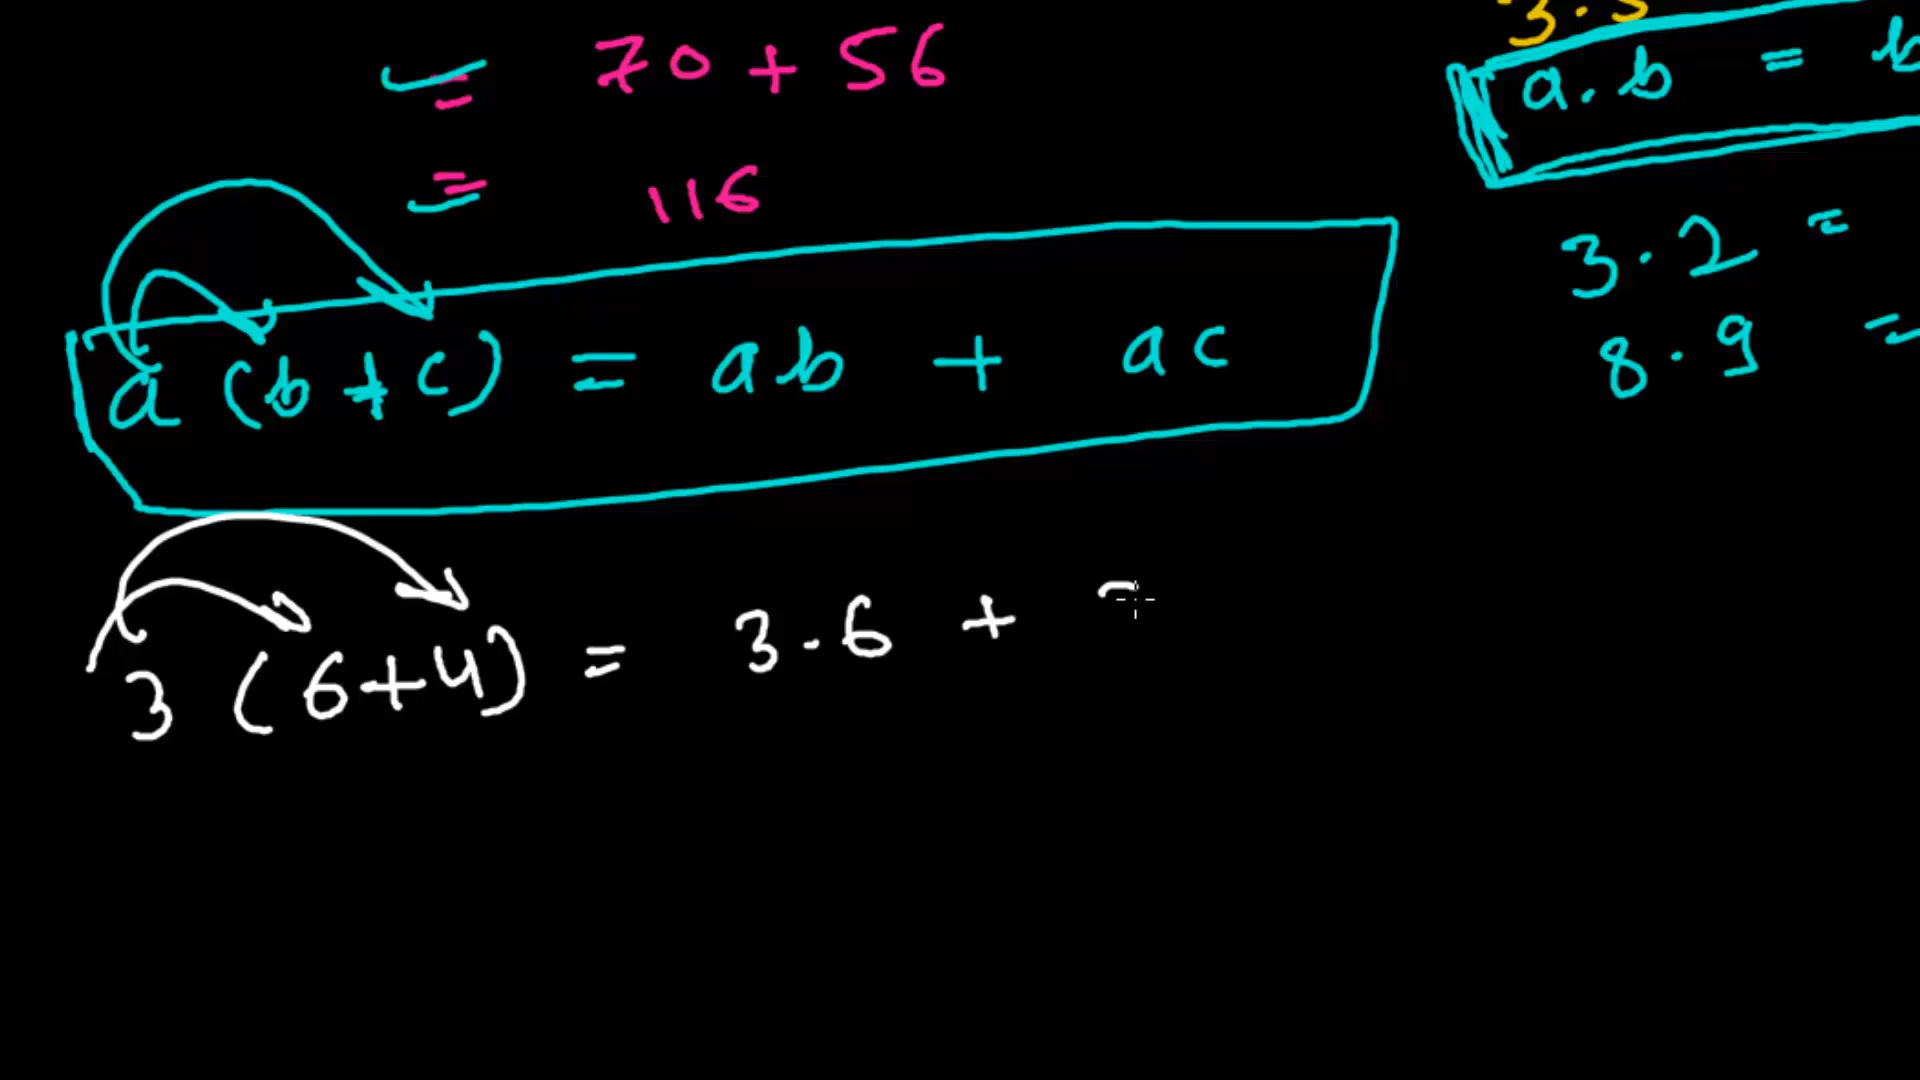 = 70 + 56
= 116
a (b + c) = ab + ac
3 (6+4) = 3.6 +
a.b = b
3.2 =
8.9 =